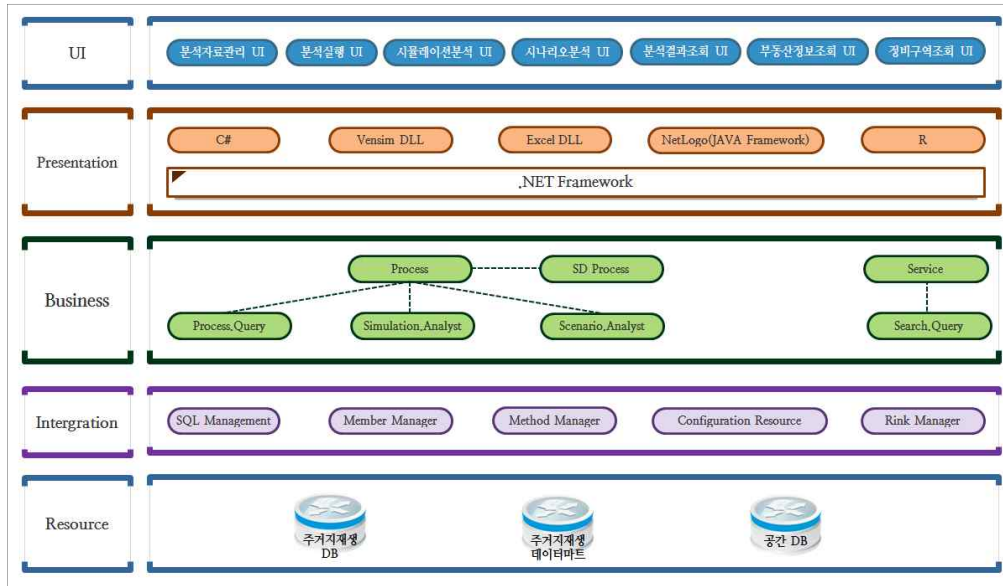 UI
분석자료관리 UI
분석실행 UI
시뮬레이션분석 UI
시나리오분석 UI
분석결과조회 UI
부동산정보조회 UI
정비구역조회 UI
Presentation
C#
Vensim DLL
Excel DLL
NetLogo(JAVA Framework)
R
.NET Framework
Business
Process
SD Process
Service
Process.Query
Simulation.Analyst
Scenario.Analyst
Search.Query
Intergration
SQL Management
Member Manager
Method Manager
Configuration Resource
Rink Manager
Resource
주거지재생
DB
주거지재생
데이터마트
공간 DB